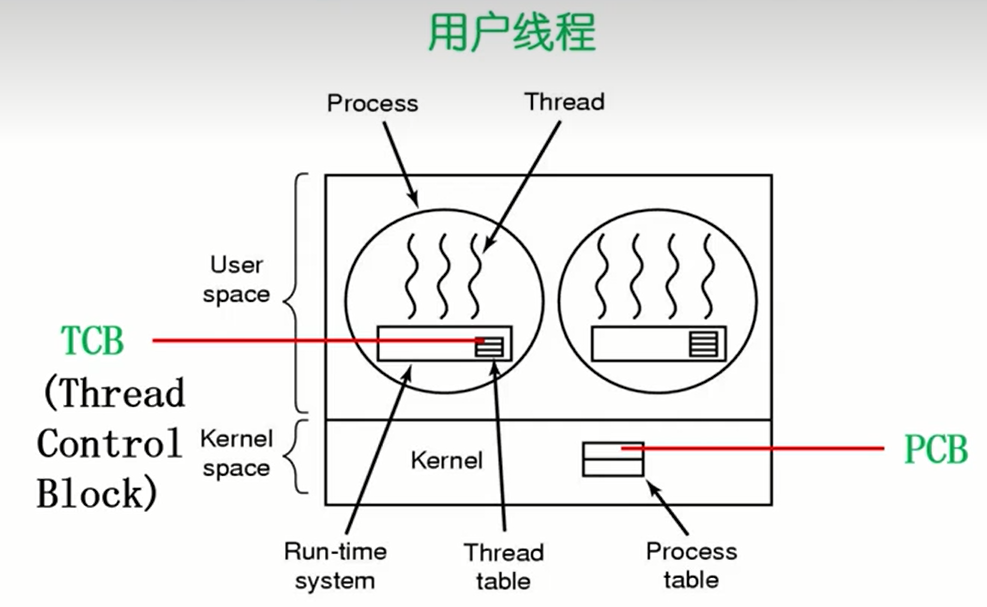 用户线程
Process
Thread
User
space
TCB
(Thread
Control
Block)
Kernel
space
Kernel
PCB
Run-time
system
Thread
table
Process
table